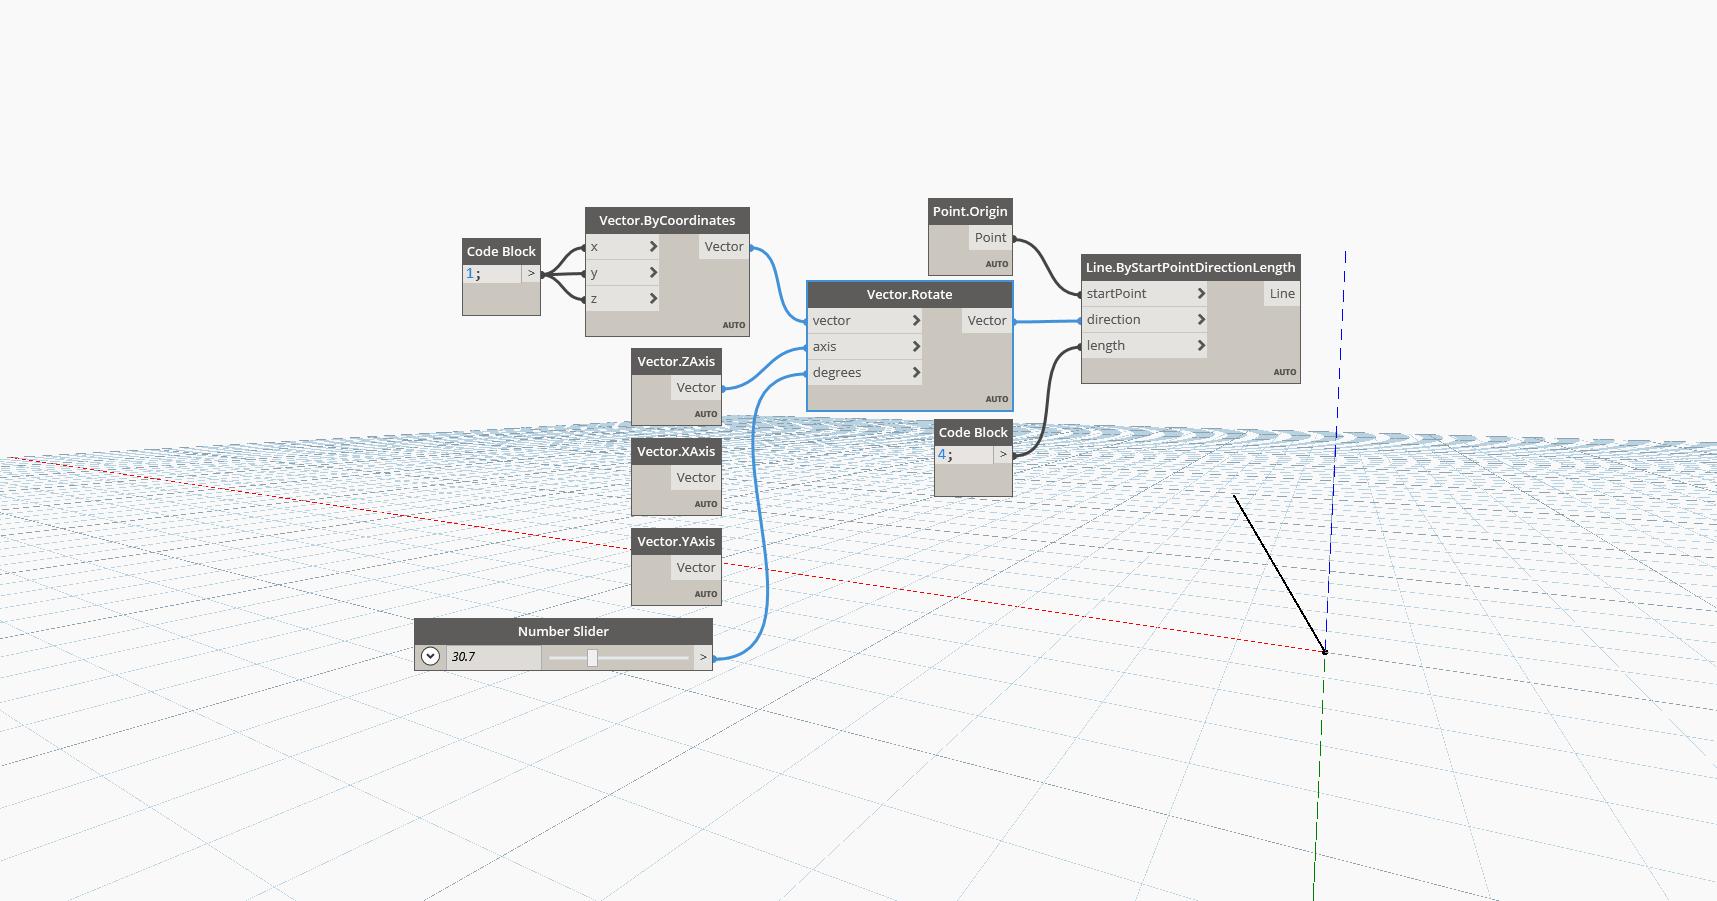 Code Block
1; >
Vector.ByCoordinates
x > Vector
y >
z >
AUTO
Point.Origin
Point
AUTO
Line.ByStartPointDirectionLength
startPoint > Line
direction >
length >
AUTO
Vector.Rotate
vector > Vector
axis >
degrees >
AUTO
Vector.ZAxis
Vector
AUTO
Code Block
4; >
Vector.XAxis
Vector
AUTO
Vector.YAxis
Vector
AUTO
Number Slider
30.7 >